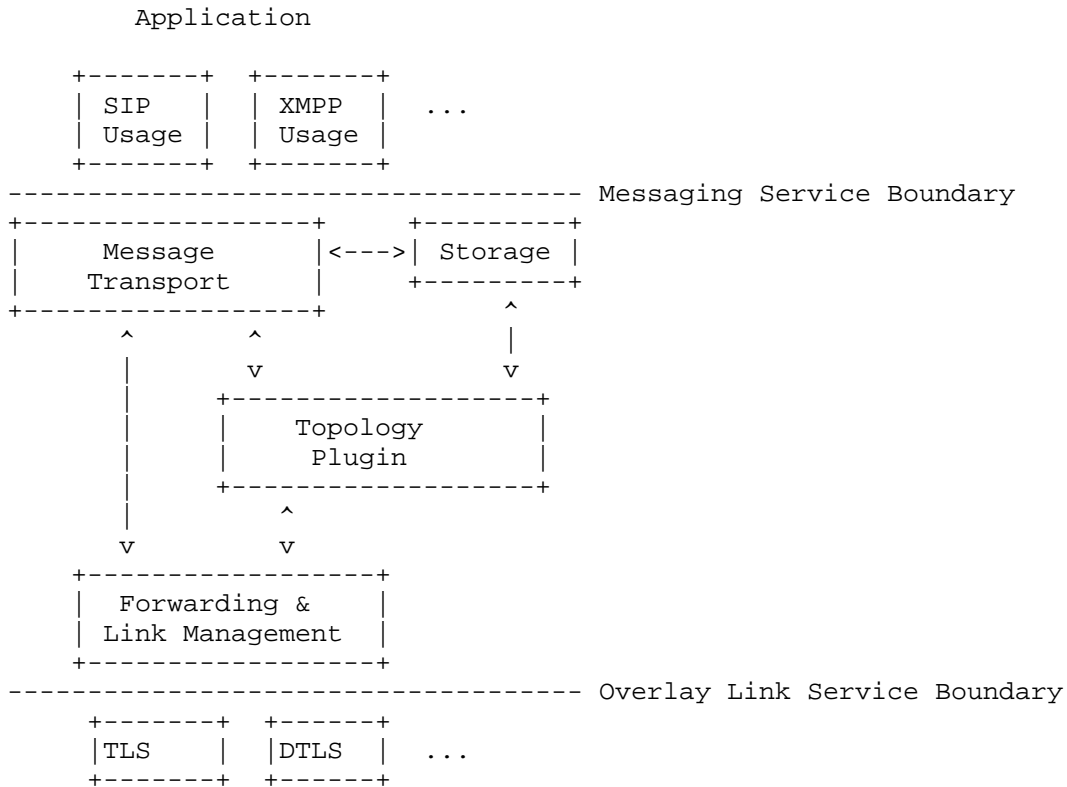 Application
SIP XMPP ...
Usage Usage
Messaging Service Boundary
Message <---> Storage
Transport
Topology
Plugin
Forwarding &
Link Management
Overlay Link Service Boundary
TLS DTLS ...